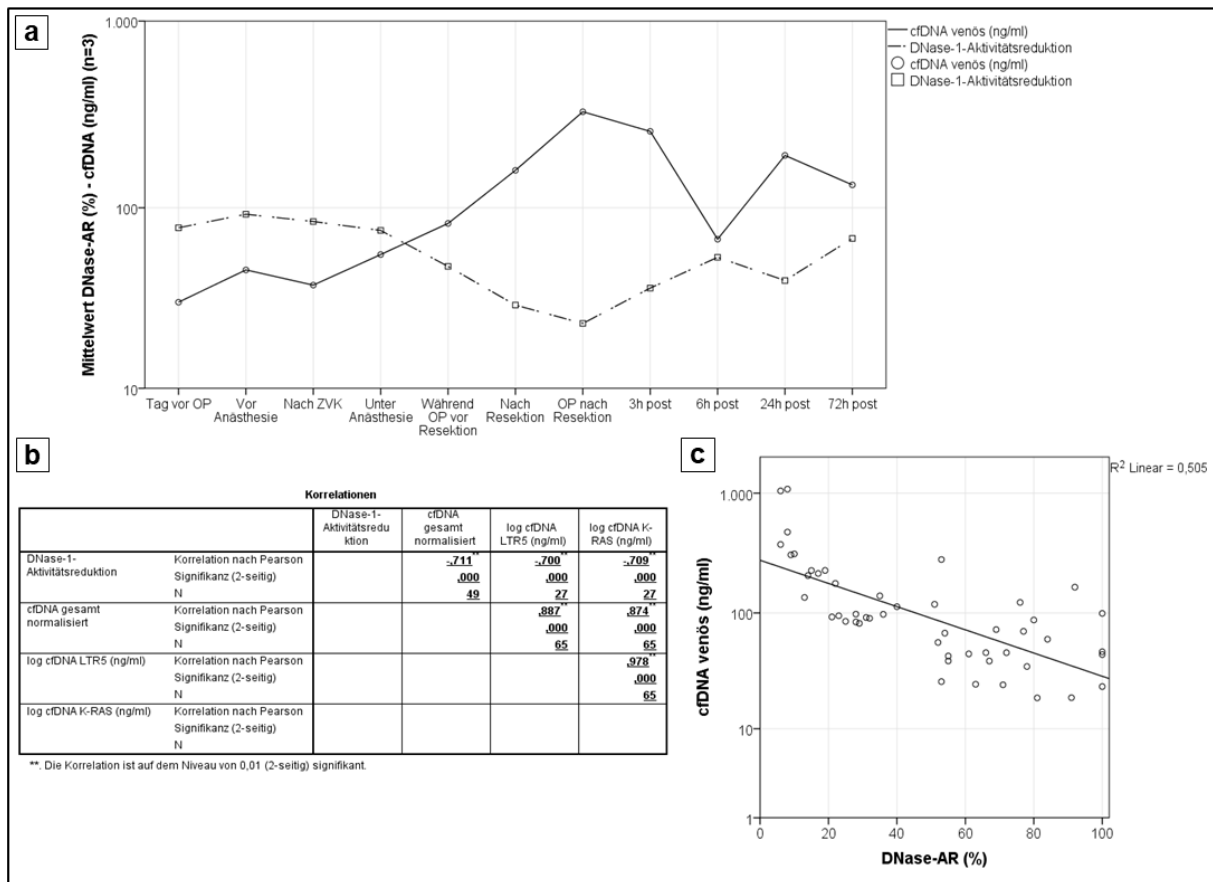 a
1.000
100
10
Mittelwert DNase-AR (%) - cfDNA (ng/ml) (n=3)
cfDNA venös (ng/ml)
DNase-1-Aktivitätsreduktion
cfDNA venös (ng/ml)
DNase-1-Aktivitätsreduktion
Tag vor OP
Vor
Anästhesie
Nach ZVK
Unter
Anästhesie
Während
OP vor
Resektion
Nach
Resektion
OP nach
Resektion
3h post
6h post
24h post
72h post
b
Korrelationen
DNase-1-
Aktivitätsredu
ktion
cfDNA
gesamt
normalisiert
log cfDNA
LTR5 (ng/ml)
log cfDNA K-
RAS (ng/ml)
DNase-1-
Aktivitätsreduktion
Korrelation nach Pearson -,711** -,700** -,709**
Signifikanz (2-seitig) ,000 ,000 ,000
N 49 27 27
cfDNA gesamt
normalisiert
Korrelation nach Pearson ,887** ,874**
Signifikanz (2-seitig) ,000 ,000
N 65 65
log cfDNA LTR5 (ng/ml) Korrelation nach Pearson ,978**
Signifikanz (2-seitig) ,000
N 65
log cfDNA K-RAS (ng/ml) Korrelation nach Pearson
Signifikanz (2-seitig)
N
**. Die Korrelation ist auf dem Niveau von 0,01 (2-seitig) signifikant.
c
R2 Linear = 0,505
1.000
100
10
1
cfDNA venös (ng/ml)
0 20 40 60 80 100
DNase-AR (%)